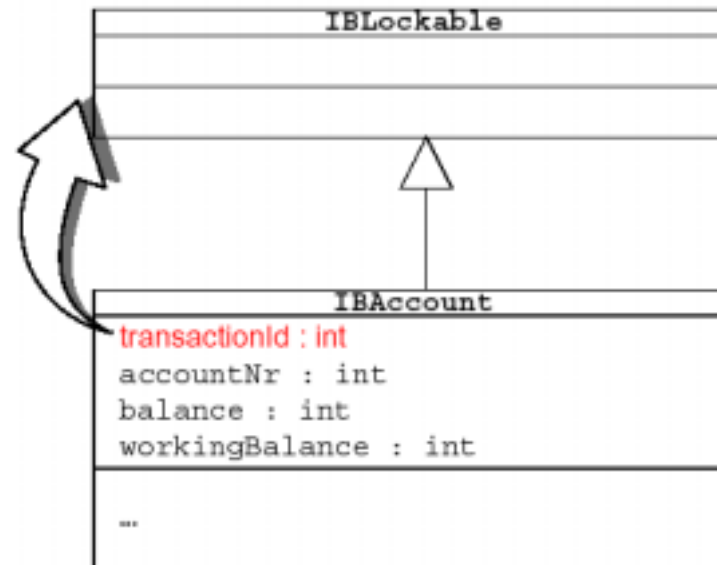 IBLockable
IBAccount
transactionId : int
accountNr : int
balance : int
workingBalance : int
…